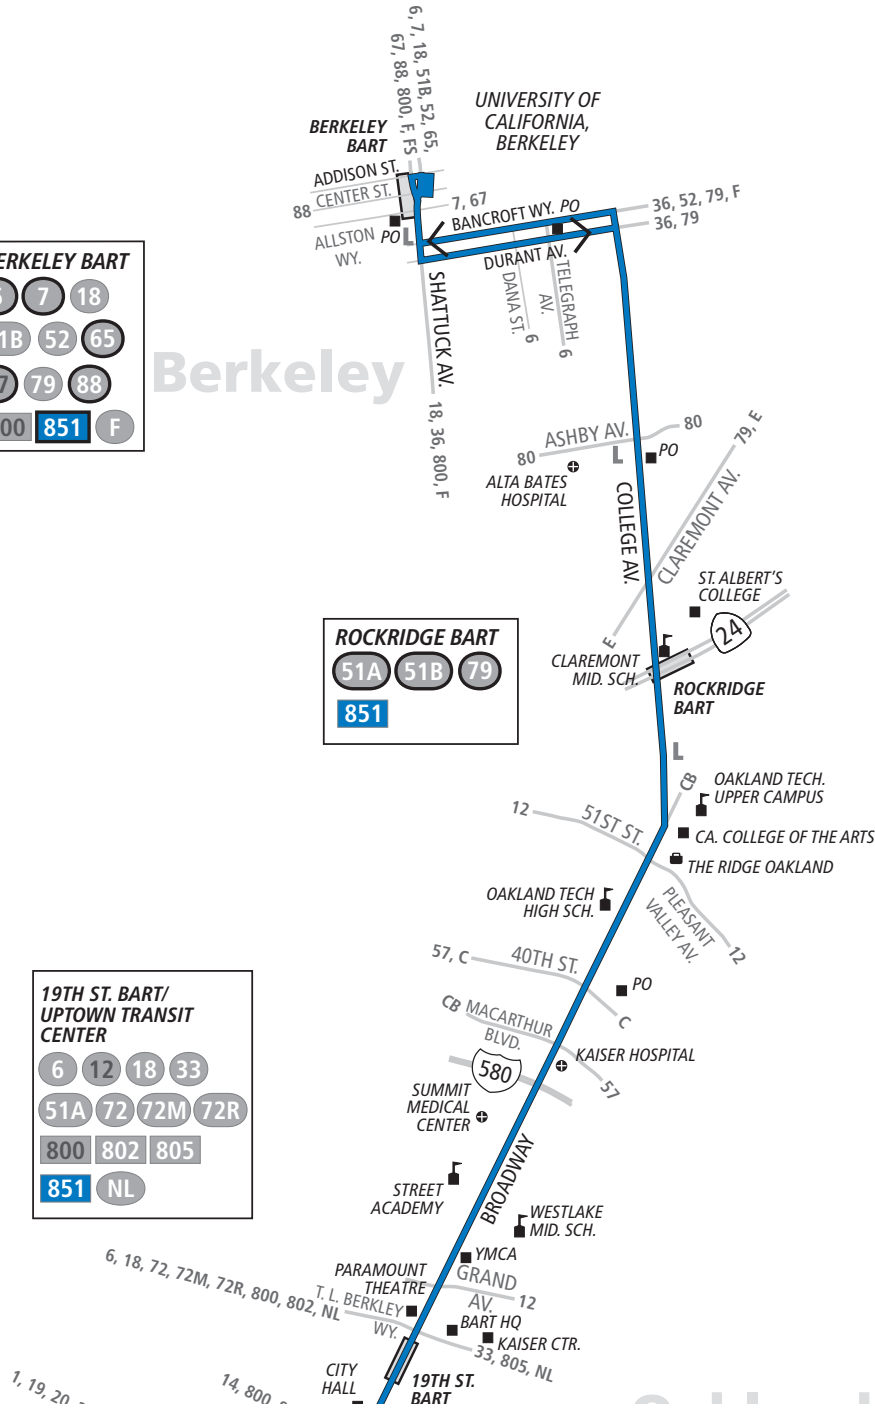 6, 7, 18, 51B, 52, 65,
67, 88, 800, F, FS
UNIVERSITY OF
CALIFORNIA,
BERKELEY
BERKELEY
BART
ADDISON ST.
CENTER ST.
88
7, 67
ALLSTON
WY.
PO
L
BANCROFT WY.
PO
36, 52, 79, F
36, 79
DURANT AV.
DANA ST.
6
TELEGRAPH
AV.
6
SHATTUCK AV.
18, 36, 800, F
BERKELEY BART
7 18
52 65
79 88
851 F
Berkeley
ASHBY AV.
80
80
L
PO
ALTA BATES
HOSPITAL
79, E
CLAREMONT AV.
E
COLLEGE AV.
ST. ALBERT'S
COLLEGE
24
CLAREMONT
MID. SCH.
ROCKRIDGE
BART
ROCKRIDGE BART
51A 51B 79
851
L
CB
OAKLAND TECH.
UPPER CAMPUS
12
51ST ST.
CA. COLLEGE OF THE ARTS
THE RIDGE OAKLAND
OAKLAND TECH
HIGH SCH.
PLEASANT
VALLEY AV.
12
57, C
40TH ST.
C
PO
CB
MACARTHUR
BLVD.
57
KAISER HOSPITAL
580
SUMMIT
MEDICAL
CENTER
19TH ST. BART/
UPTOWN TRANSIT
CENTER
6 12 18 33
51A 72 72M 72R
800 802 805
851 NL
BROADWAY
STREET
ACADEMY
WESTLAKE
MID. SCH.
YMCA
PARAMOUNT
THEATRE
GRAND
AV.
12
6, 18, 72, 72M, 72R, 800, 802, NL
T. L. BERKLEY
WY.
BART HQ
KAISER CTR.
33, 805, NL
CITY
HALL
19TH ST.
BART
1, 19, 20,
14, 800,